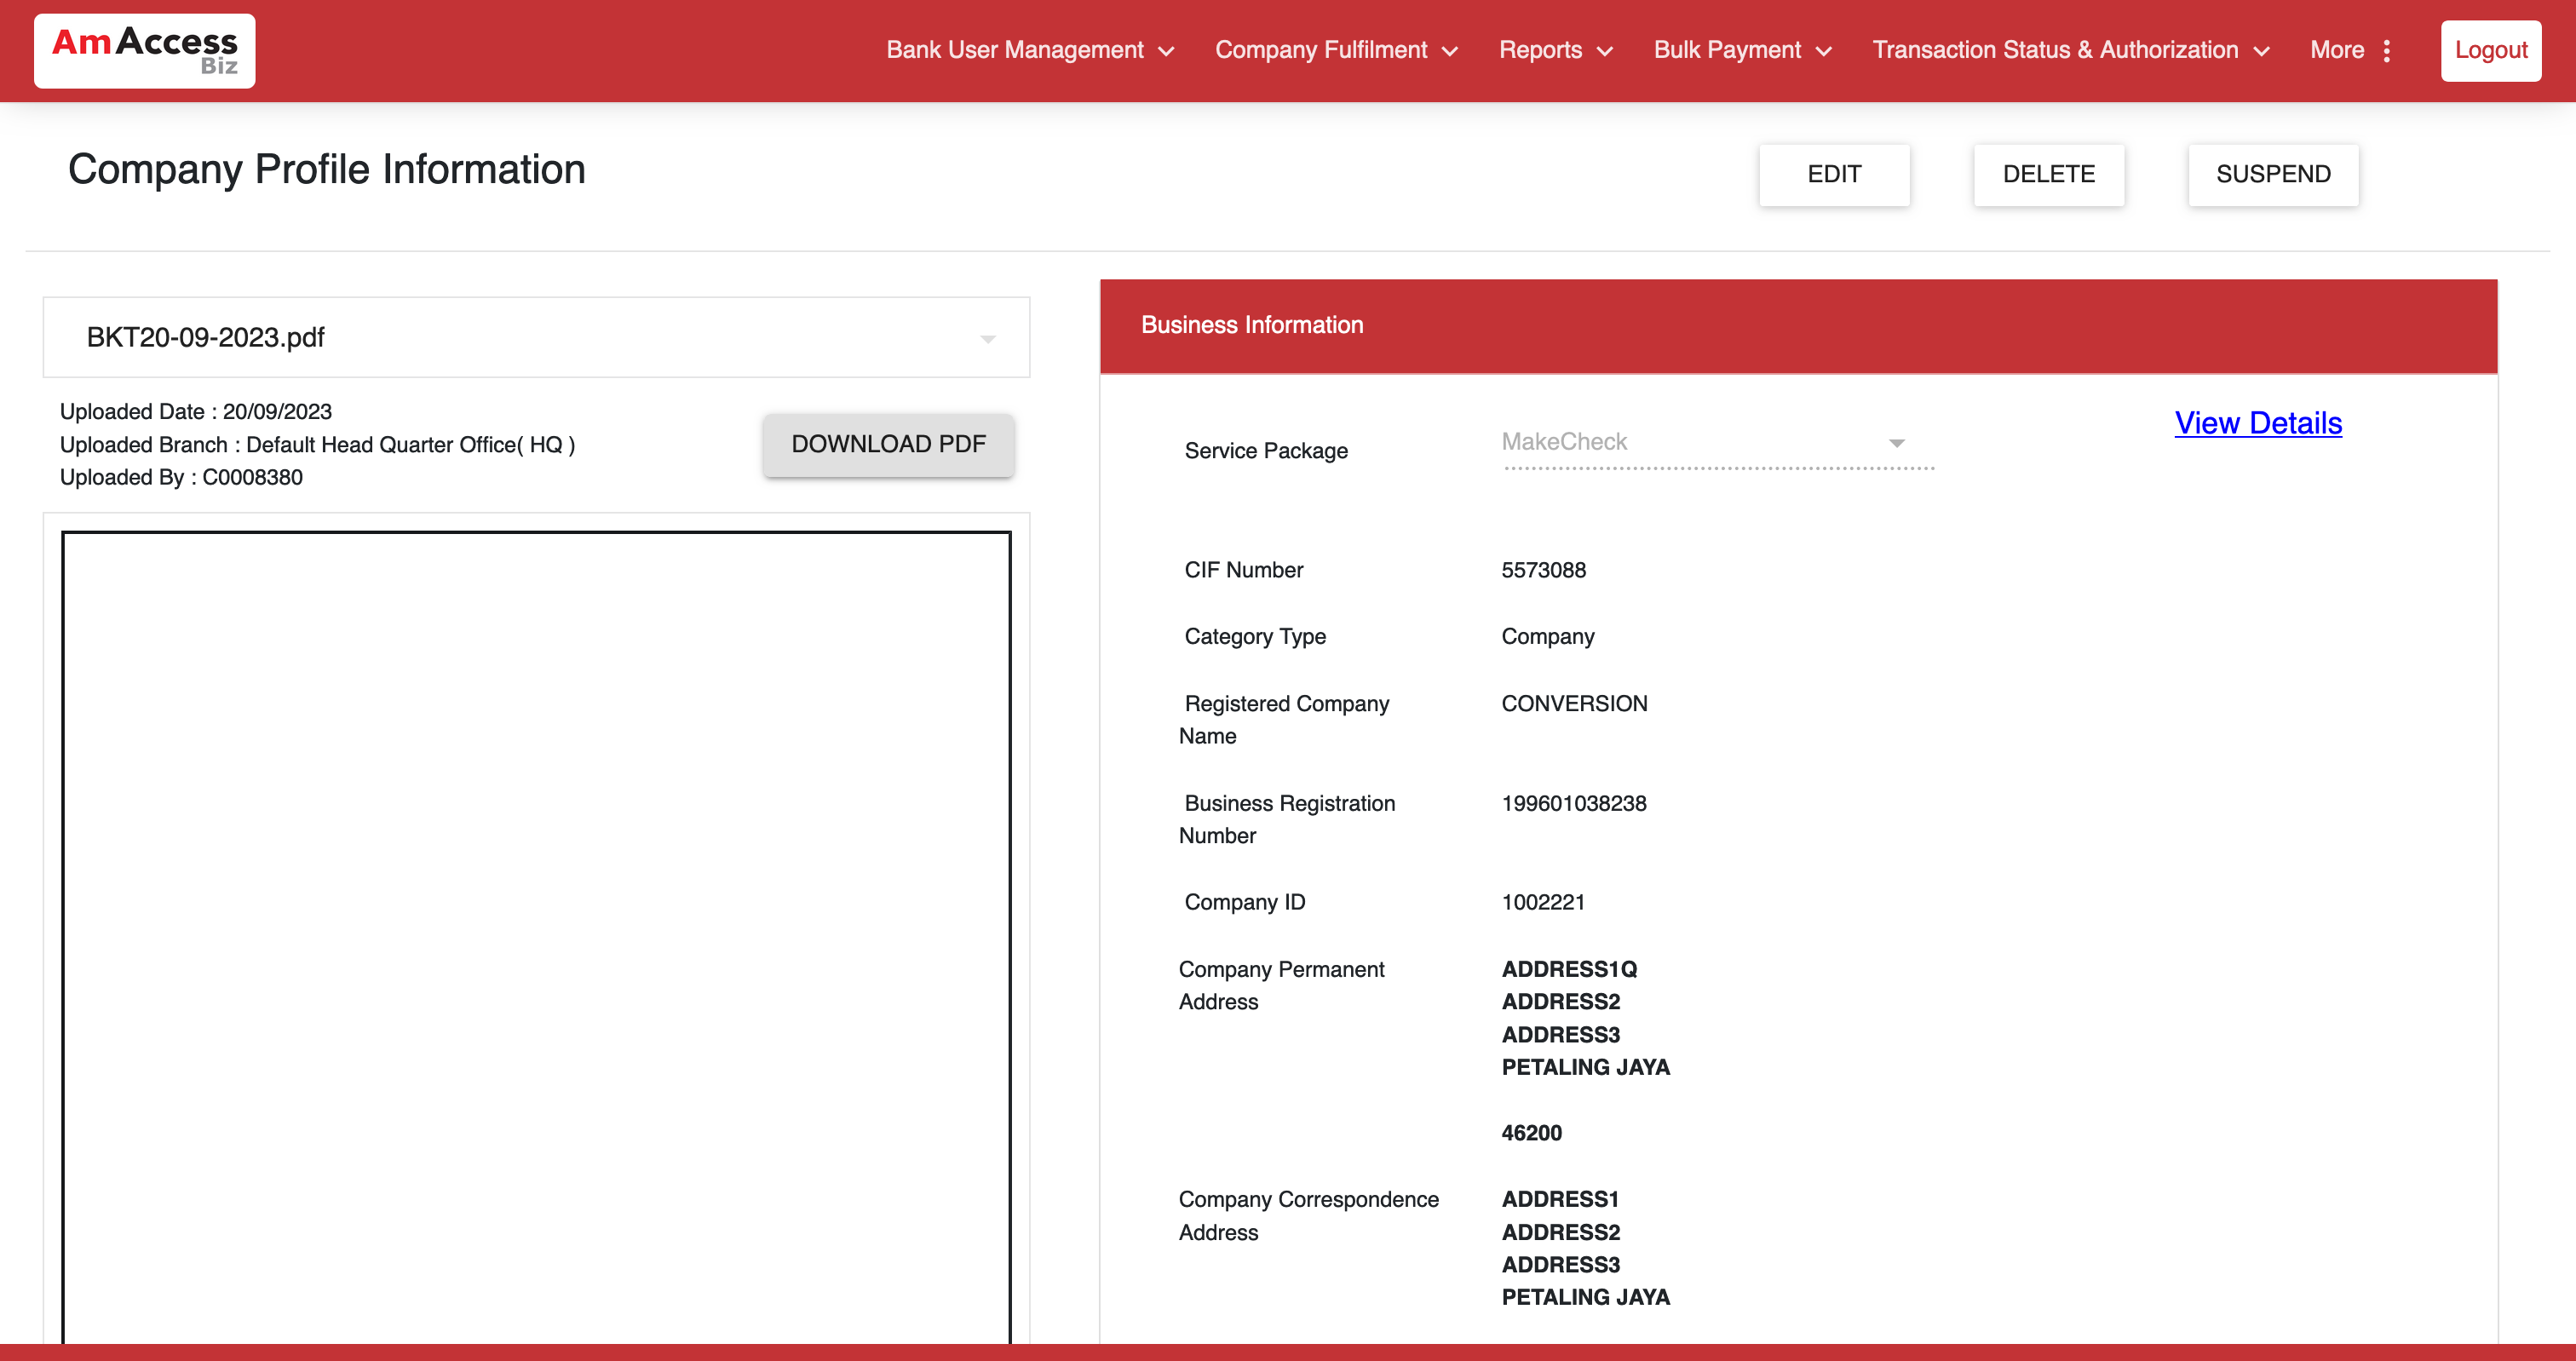 AmAccess
Biz
Bank User Management
Company Fulfilment
Reports
Bulk Payment
Transaction Status & Authorization
More
Logout
Company Profile Information
EDIT
DELETE
SUSPEND
BKT20-09-2023.pdf
Uploaded Date : 20/09/2023
Uploaded Branch : Default Head Quarter Office( HQ )
Uploaded By : C0008380
DOWNLOAD PDF
Business Information
Service Package
MakeCheck
View Details
CIF Number
5573088
Category Type
Company
Registered Company
Name
CONVERSION
Business Registration
Number
199601038238
Company ID
1002221
Company Permanent
Address
ADDRESS1Q
ADDRESS2
ADDRESS3
PETALING JAYA
46200
Company Correspondence
Address
ADDRESS1
ADDRESS2
ADDRESS3
PETALING JAYA